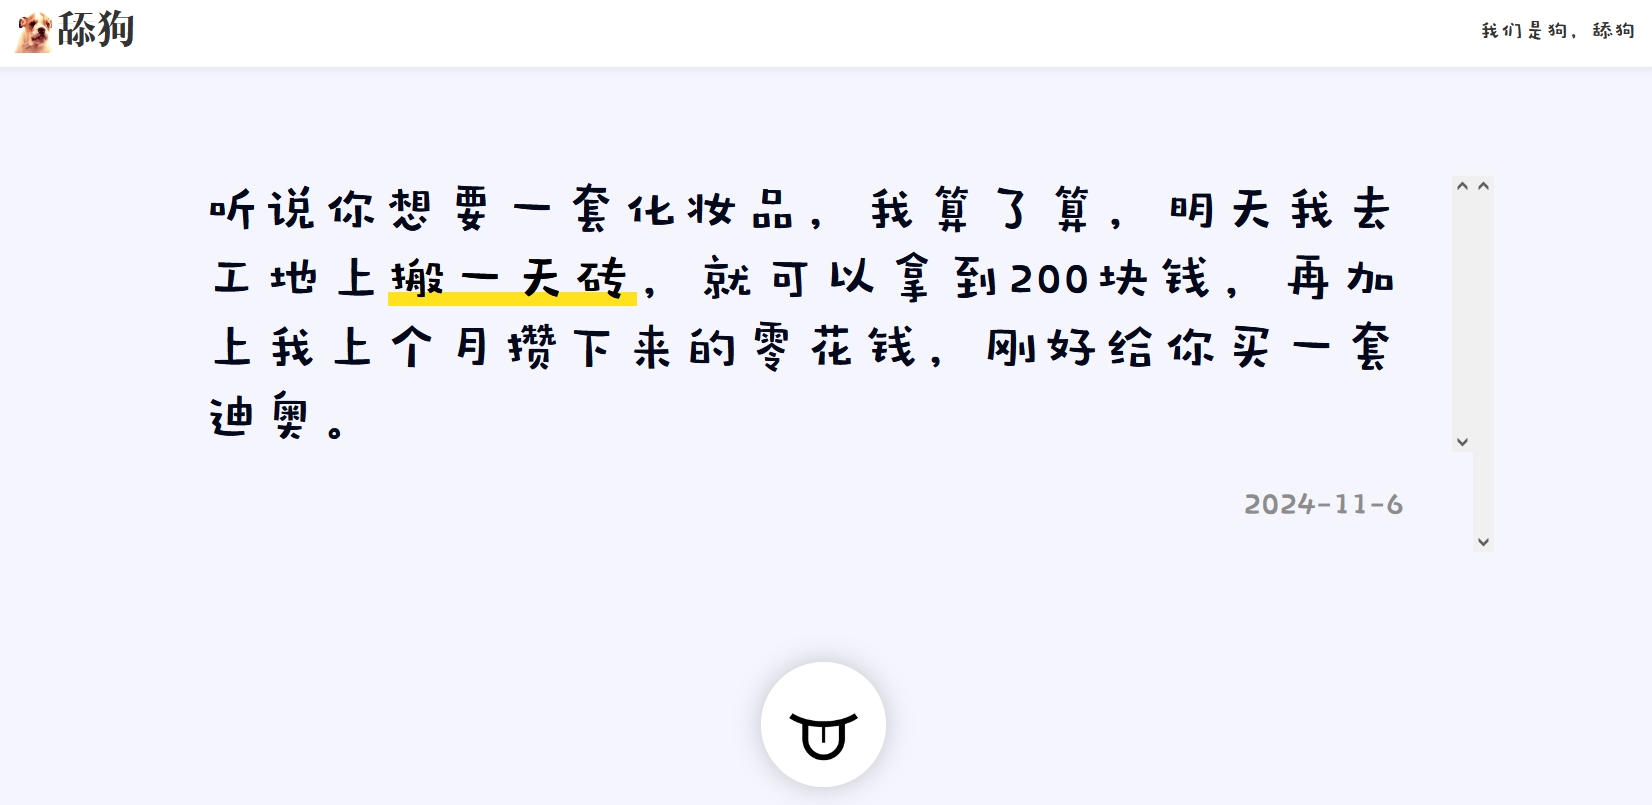 舔狗
我们是狗，舔狗
听说你想要一套化妆品，我算了算，明天我去
工地上搬一天砖，就可以拿到200块钱，再加
上我上个月攒下来的零花钱，刚好给你买一套
迪奥。
2024-11-6